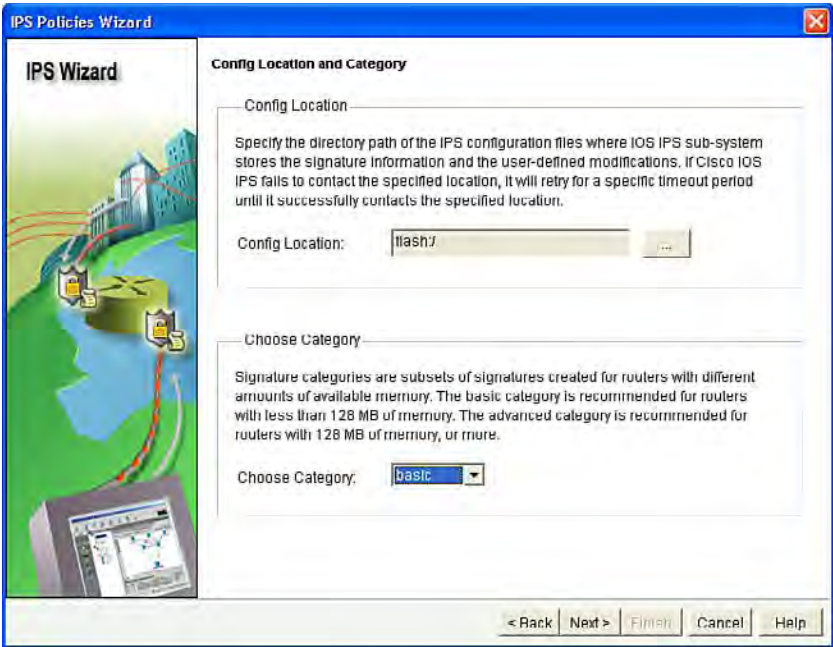 IPS Policies Wizard
IPS Wizard
Config Location and Category
Config Location
Specify the directory path of the IPS configuration files where IOS IPS sub-system
stores the signature information and the user-defined modifications. If Cisco IOS
IPS fails to contact the specified location, it will retry for a specific timeout period
until it successfully contacts the specified location.
Config Location:
flash:/
...
Choose Category
Signature categories are subsets of signatures created for routers with different
amounts of available memory. The basic category is recommended for routers
with less than 128 MB of memory. The advanced category is recommended for
routers with 128 MB of memory, or more.
Choose Category:
basic
< Back
Next >
Finish
Cancel
Help